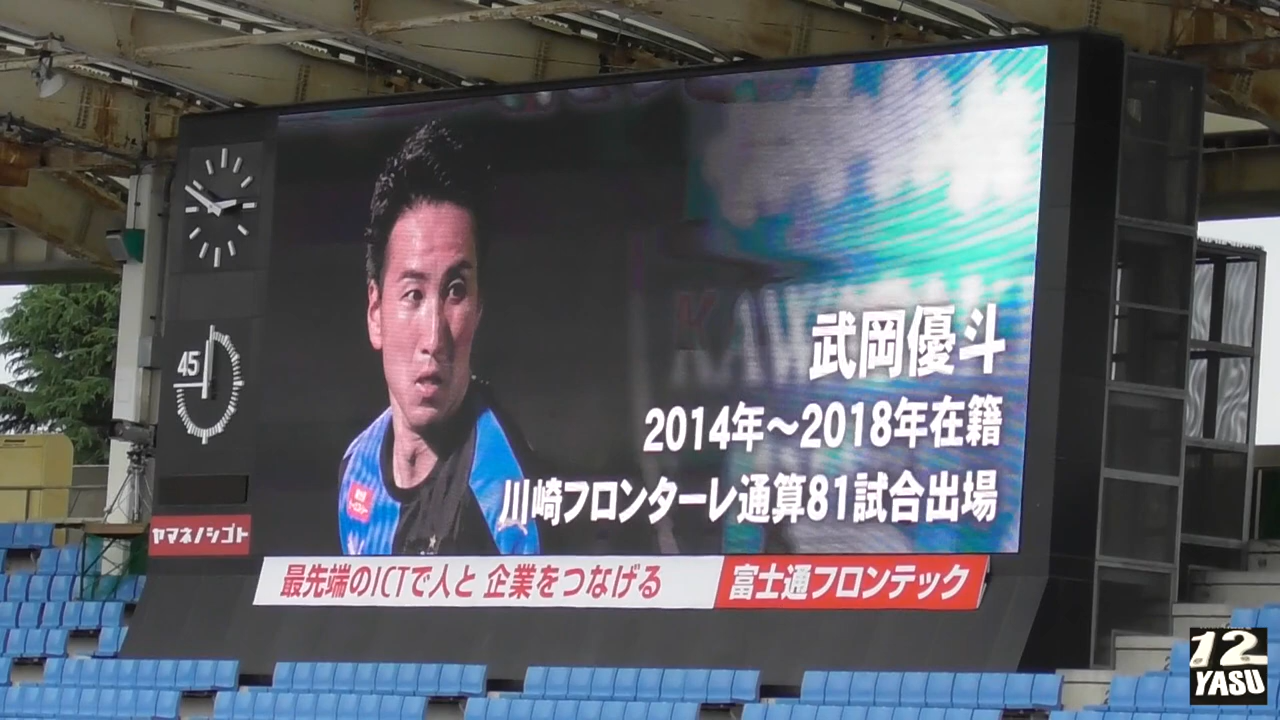 武岡優斗
2014年～2018年在籍
川崎フロンターレ通算81試合出場
45
ヤマネノシゴト
最先端のICTで人と 企業をつなげる
富士通フロンテック
12
YASU